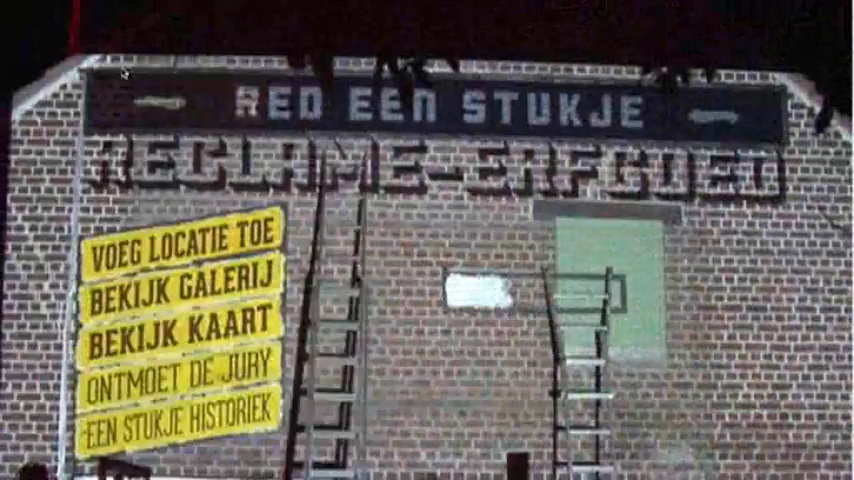 RED EEN STUKJE
RECLAME-ERFGOED
VOEG LOCATIE TOE
BEKIJK GALERIJ
BEKIJK KAART
ONTMOET DE JURY
EEN STUKJE HISTORIEK